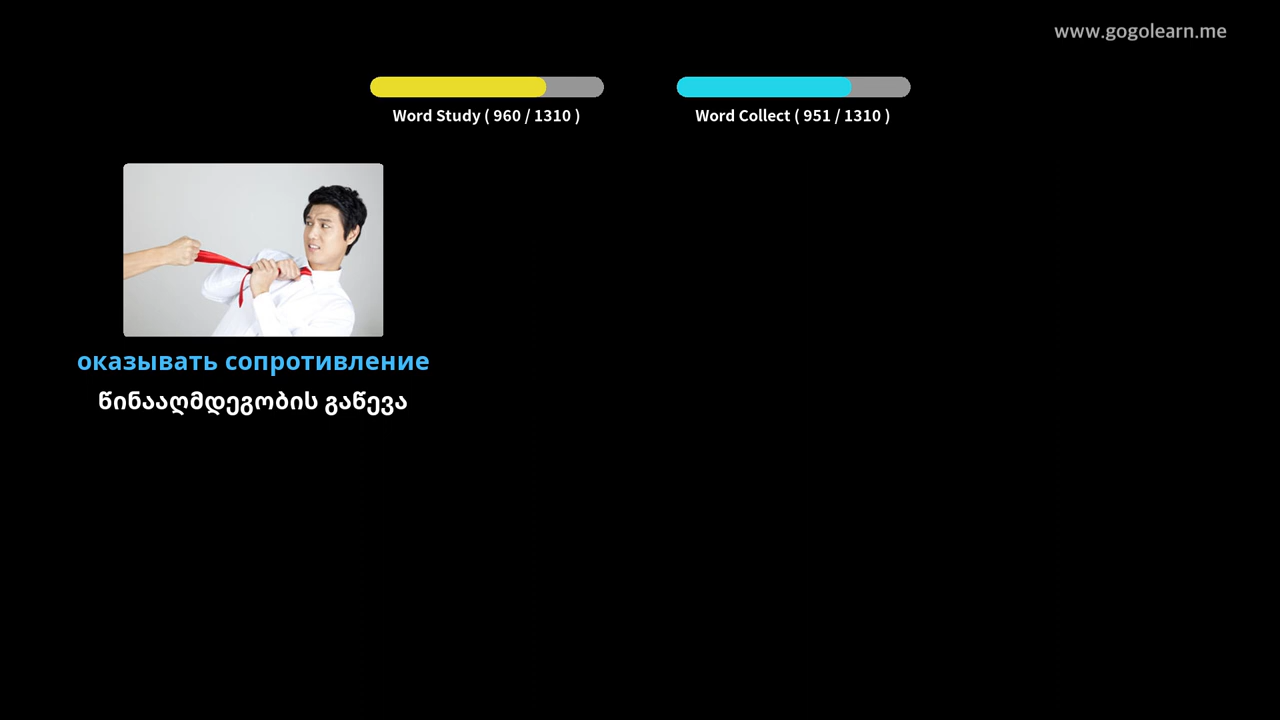 www.gogolearn.me
Word Study ( 960 / 1310 )
Word Collect ( 951 / 1310 )
оказывать сопротивление
წინააღმდეგობის გაწევა